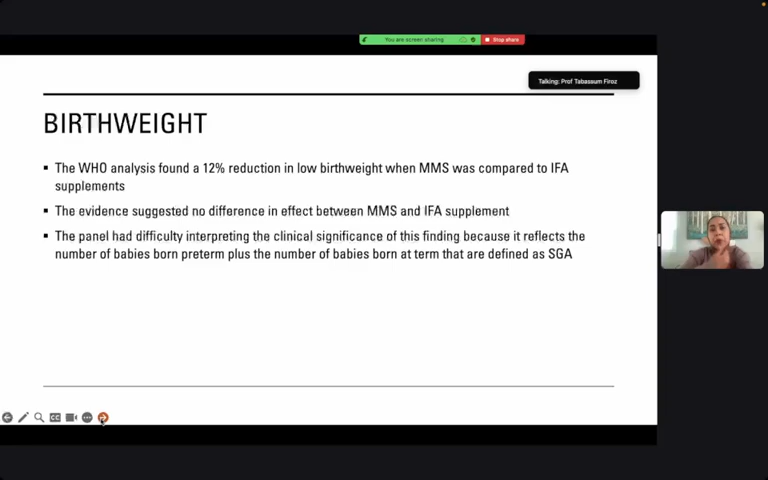 You are screen sharing
Stop share
Talking: Prof Tabassum Firoz
BIRTHWEIGHT
▪ The WHO analysis found a 12% reduction in low birthweight when MMS was compared to IFA
supplements
▪ The evidence suggested no difference in effect between MMS and IFA supplement
▪ The panel had difficulty interpreting the clinical significance of this finding because it reflects the
number of babies born preterm plus the number of babies born at term that are defined as SGA
CC